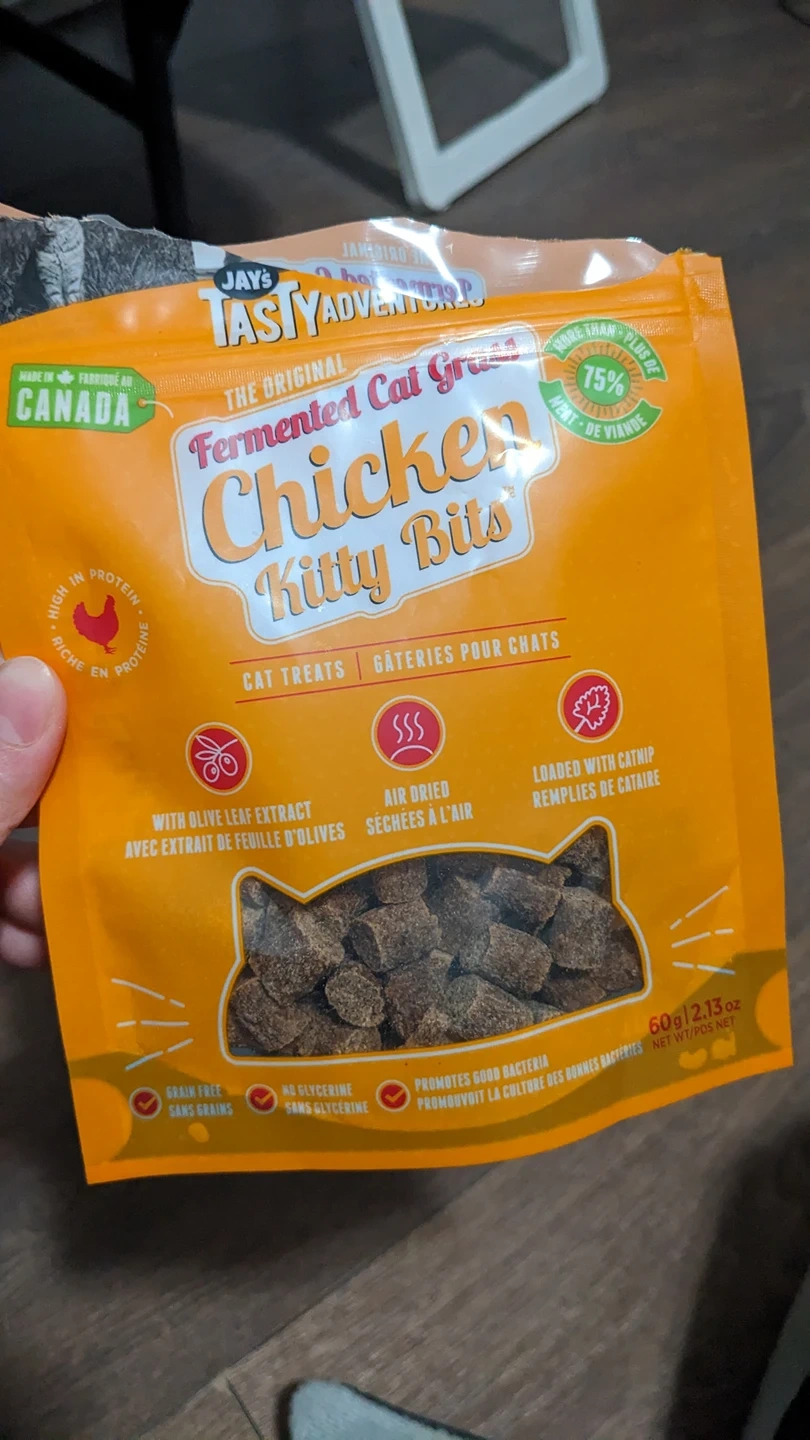 JAY'S
TASTY ADVENTURES
MADE IN FABRIQUÉ AU
CANADA
THE ORIGINAL
Fermented Cat Grass
Chicken
Kitty Bits™
MORE THAN · PLUS DE
75%
MEAT · DE VIANDE
HIGH IN PROTEIN ·
RICHE EN PROTÉINE
CAT TREATS | GÂTERIES POUR CHATS
WITH OLIVE LEAF EXTRACT
AVEC EXTRAIT DE FEUILLE D'OLIVES
AIR DRIED
SÉCHÉES À L'AIR
LOADED WITH CATNIP
REMPLIES DE CATAIRE
60g | 2.13 oz
NET WT/PDS NET
GRAIN FREE
SANS GRAINS
NO GLYCERINE
SANS GLYCÉRINE
PROMOTES GOOD BACTERIA
PROMOUVOIT LA CULTURE DES BONNES BACTÉRIES